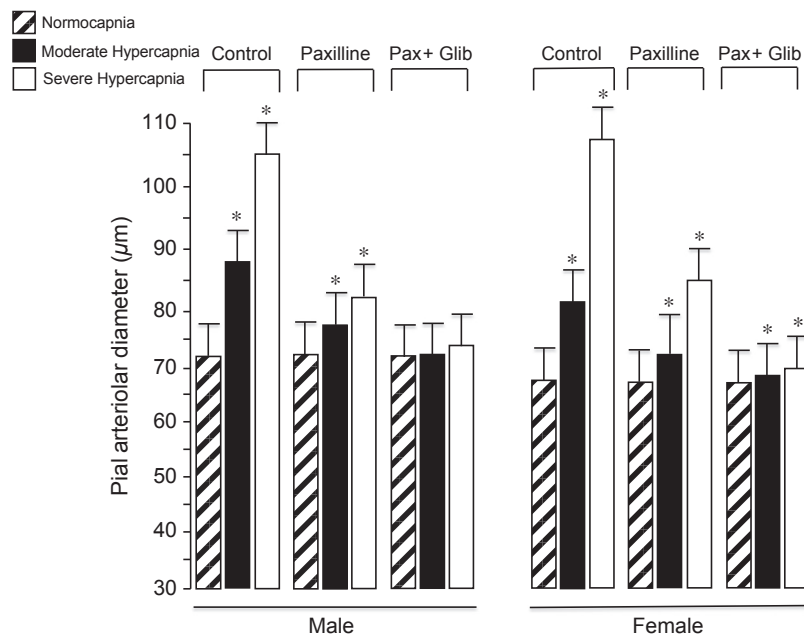 Normocapnia
Moderate Hypercapnia
Severe Hypercapnia
Control Paxilline Pax+ Glib Control Paxilline Pax+ Glib
Pial arteriolar diameter (µm)
110
100
90
80
70
60
50
40
30
* * * * * * * * * *
Male Female